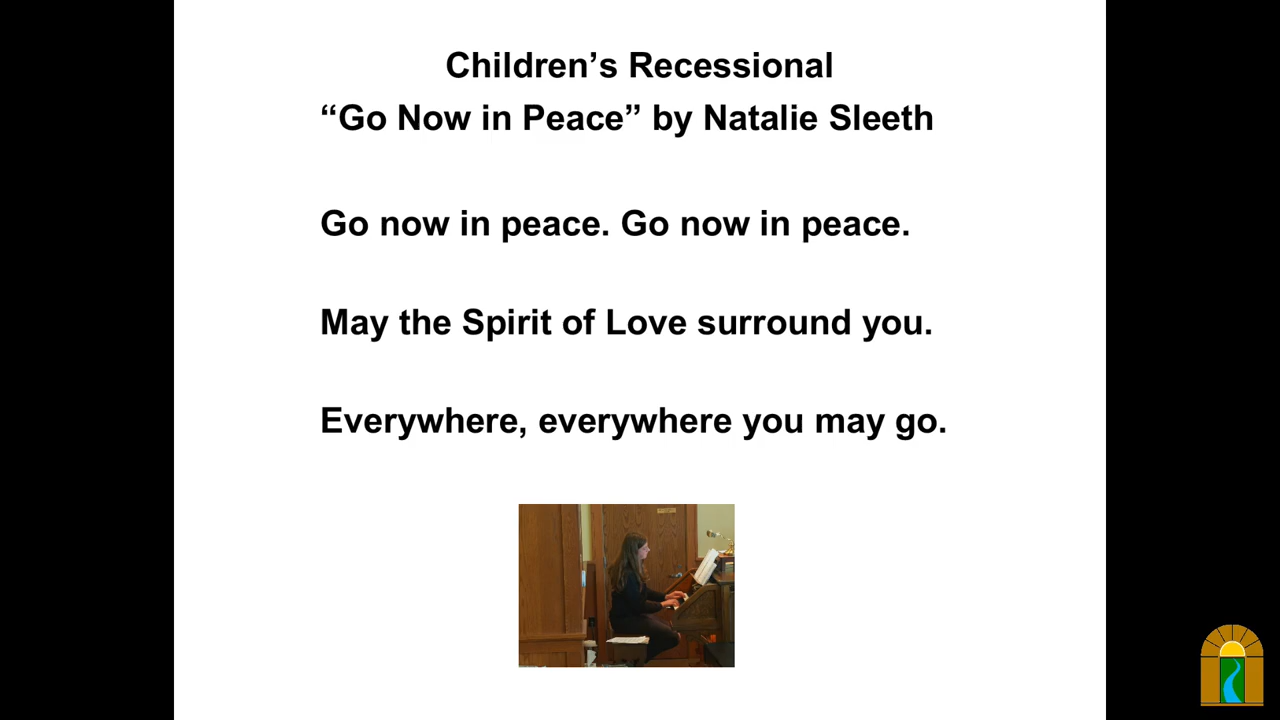 Children’s Recessional
“Go Now in Peace” by Natalie Sleeth
Go now in peace. Go now in peace.
May the Spirit of Love surround you.
Everywhere, everywhere you may go.